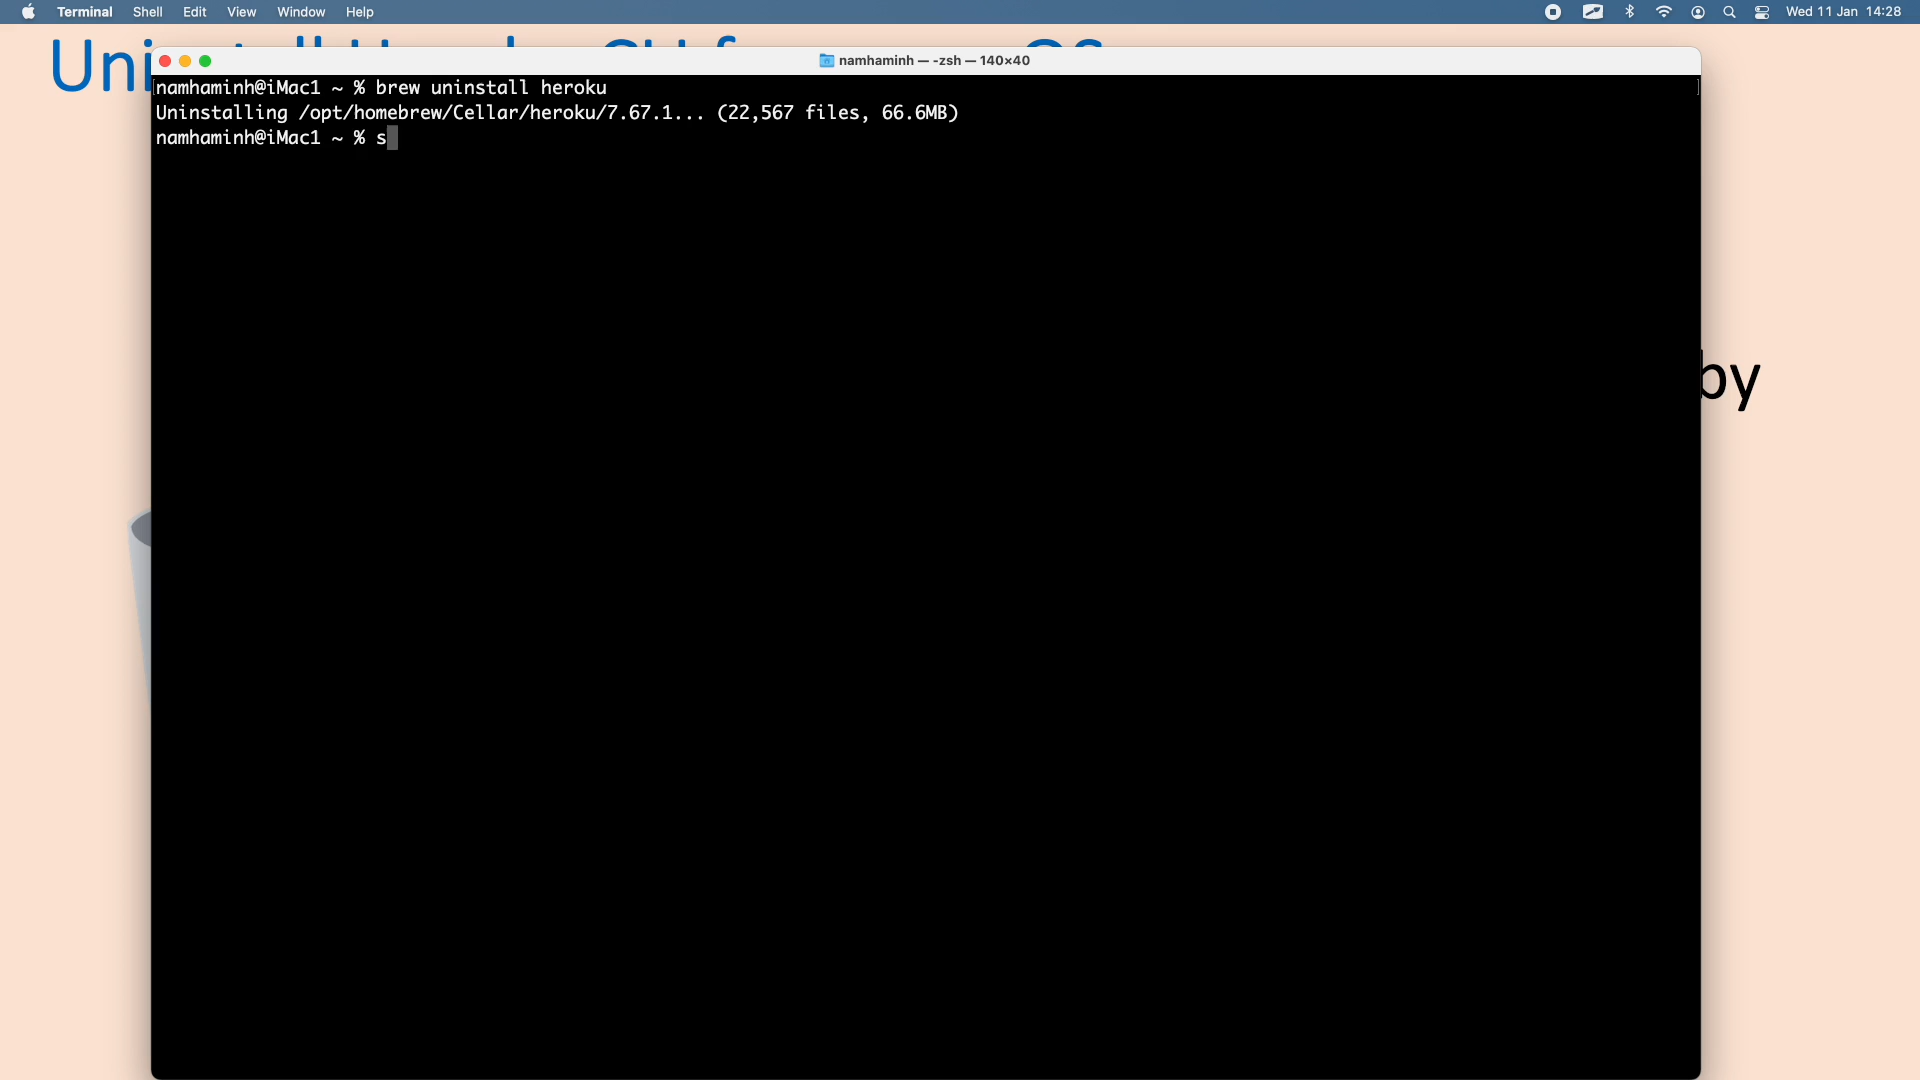 Terminal Shell Edit View Window Help Wed 11 Jan 14:28
namhaminh — -zsh — 140×40
namhaminh@iMac1 ~ % brew uninstall heroku
Uninstalling /opt/homebrew/Cellar/heroku/7.67.1... (22,567 files, 66.6MB)
namhaminh@iMac1 ~ % s
by